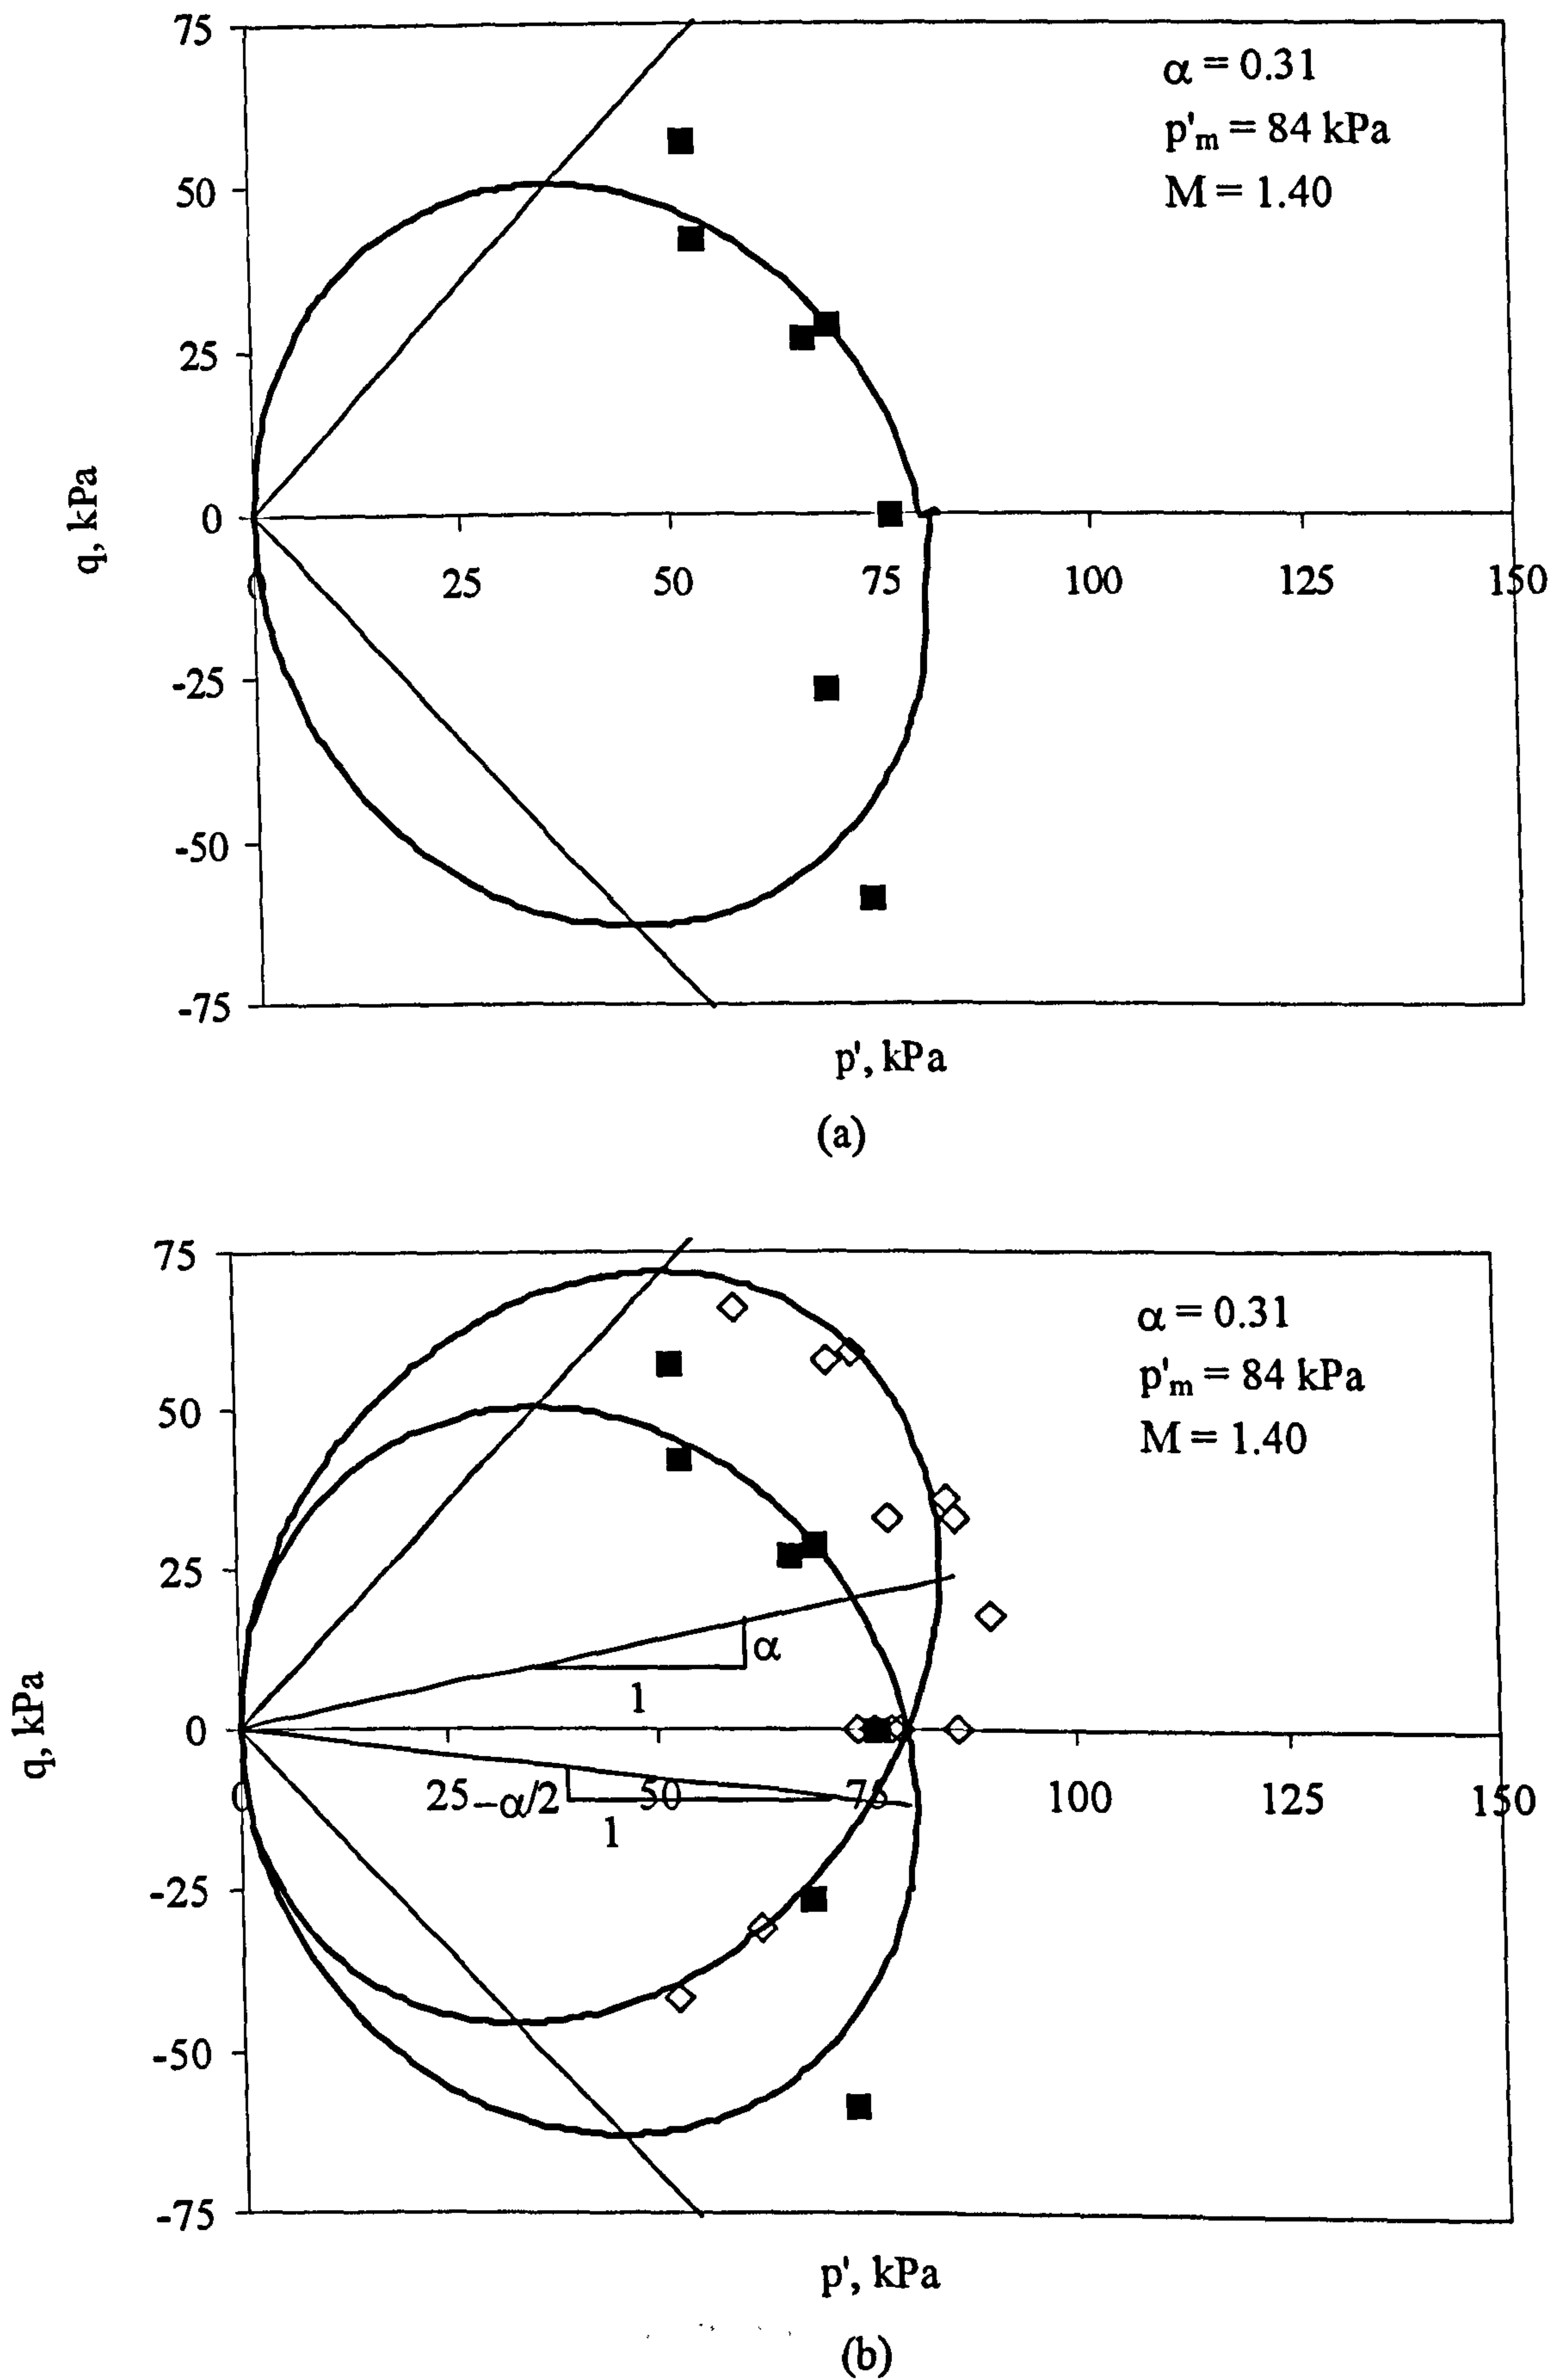 75
α = 0.31
p'm = 84 kPa
M = 1.40
50
25
0
q, kPa
0 25 50 75 100 125 150
-25
-50
-75
p', kPa
(a)
75
α = 0.31
p'm = 84 kPa
M = 1.40
50
25
α
1
0
q, kPa
0 25 -α/2 50 75 100 125 150
1
-25
-50
-75
p', kPa
(b)